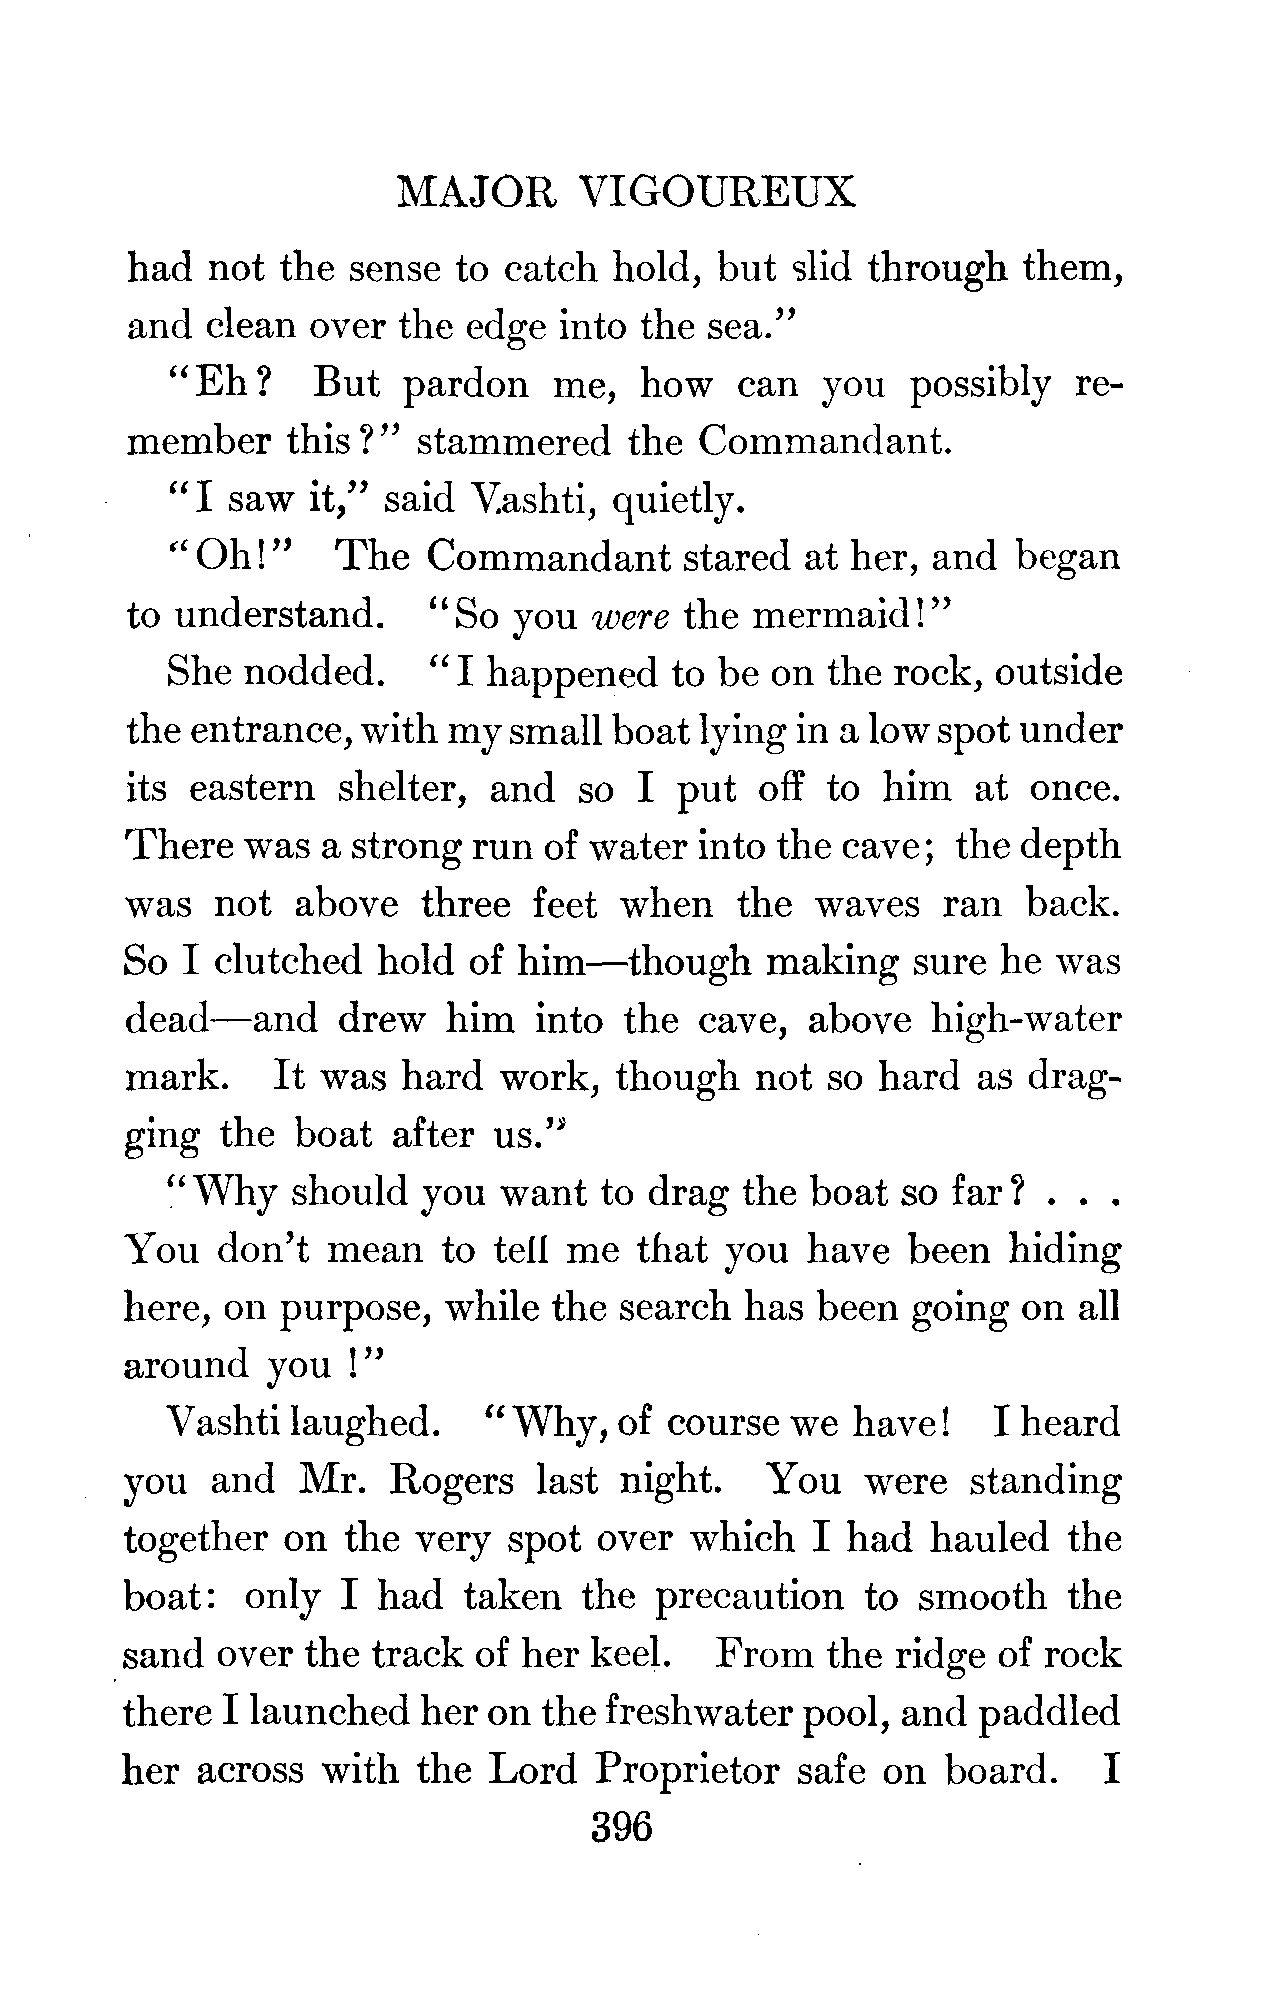 MAJOR VIGOUREUX
had not the sense to catch hold, but slid through them,
and clean over the edge into the sea."
"Eh? But pardon me, how can you possibly re-
member this?" stammered the Commandant.
"I saw it," said Vashti, quietly.
"Oh!" The Commandant stared at her, and began
to understand. "So you were the mermaid!"
She nodded. "I happened to be on the rock, outside
the entrance, with my small boat lying in a low spot under
its eastern shelter, and so I put off to him at once.
There was a strong run of water into the cave; the depth
was not above three feet when the waves ran back.
So I clutched hold of him—though making sure he was
dead—and drew him into the cave, above high-water
mark. It was hard work, though not so hard as drag-
ging the boat after us."
"Why should you want to drag the boat so far? . . .
You don't mean to tell me that you have been hiding
here, on purpose, while the search has been going on all
around you!"
Vashti laughed. "Why, of course we have! I heard
you and Mr. Rogers last night. You were standing
together on the very spot over which I had hauled the
boat: only I had taken the precaution to smooth the
sand over the track of her keel. From the ridge of rock
there I launched her on the freshwater pool, and paddled
her across with the Lord Proprietor safe on board. I
396